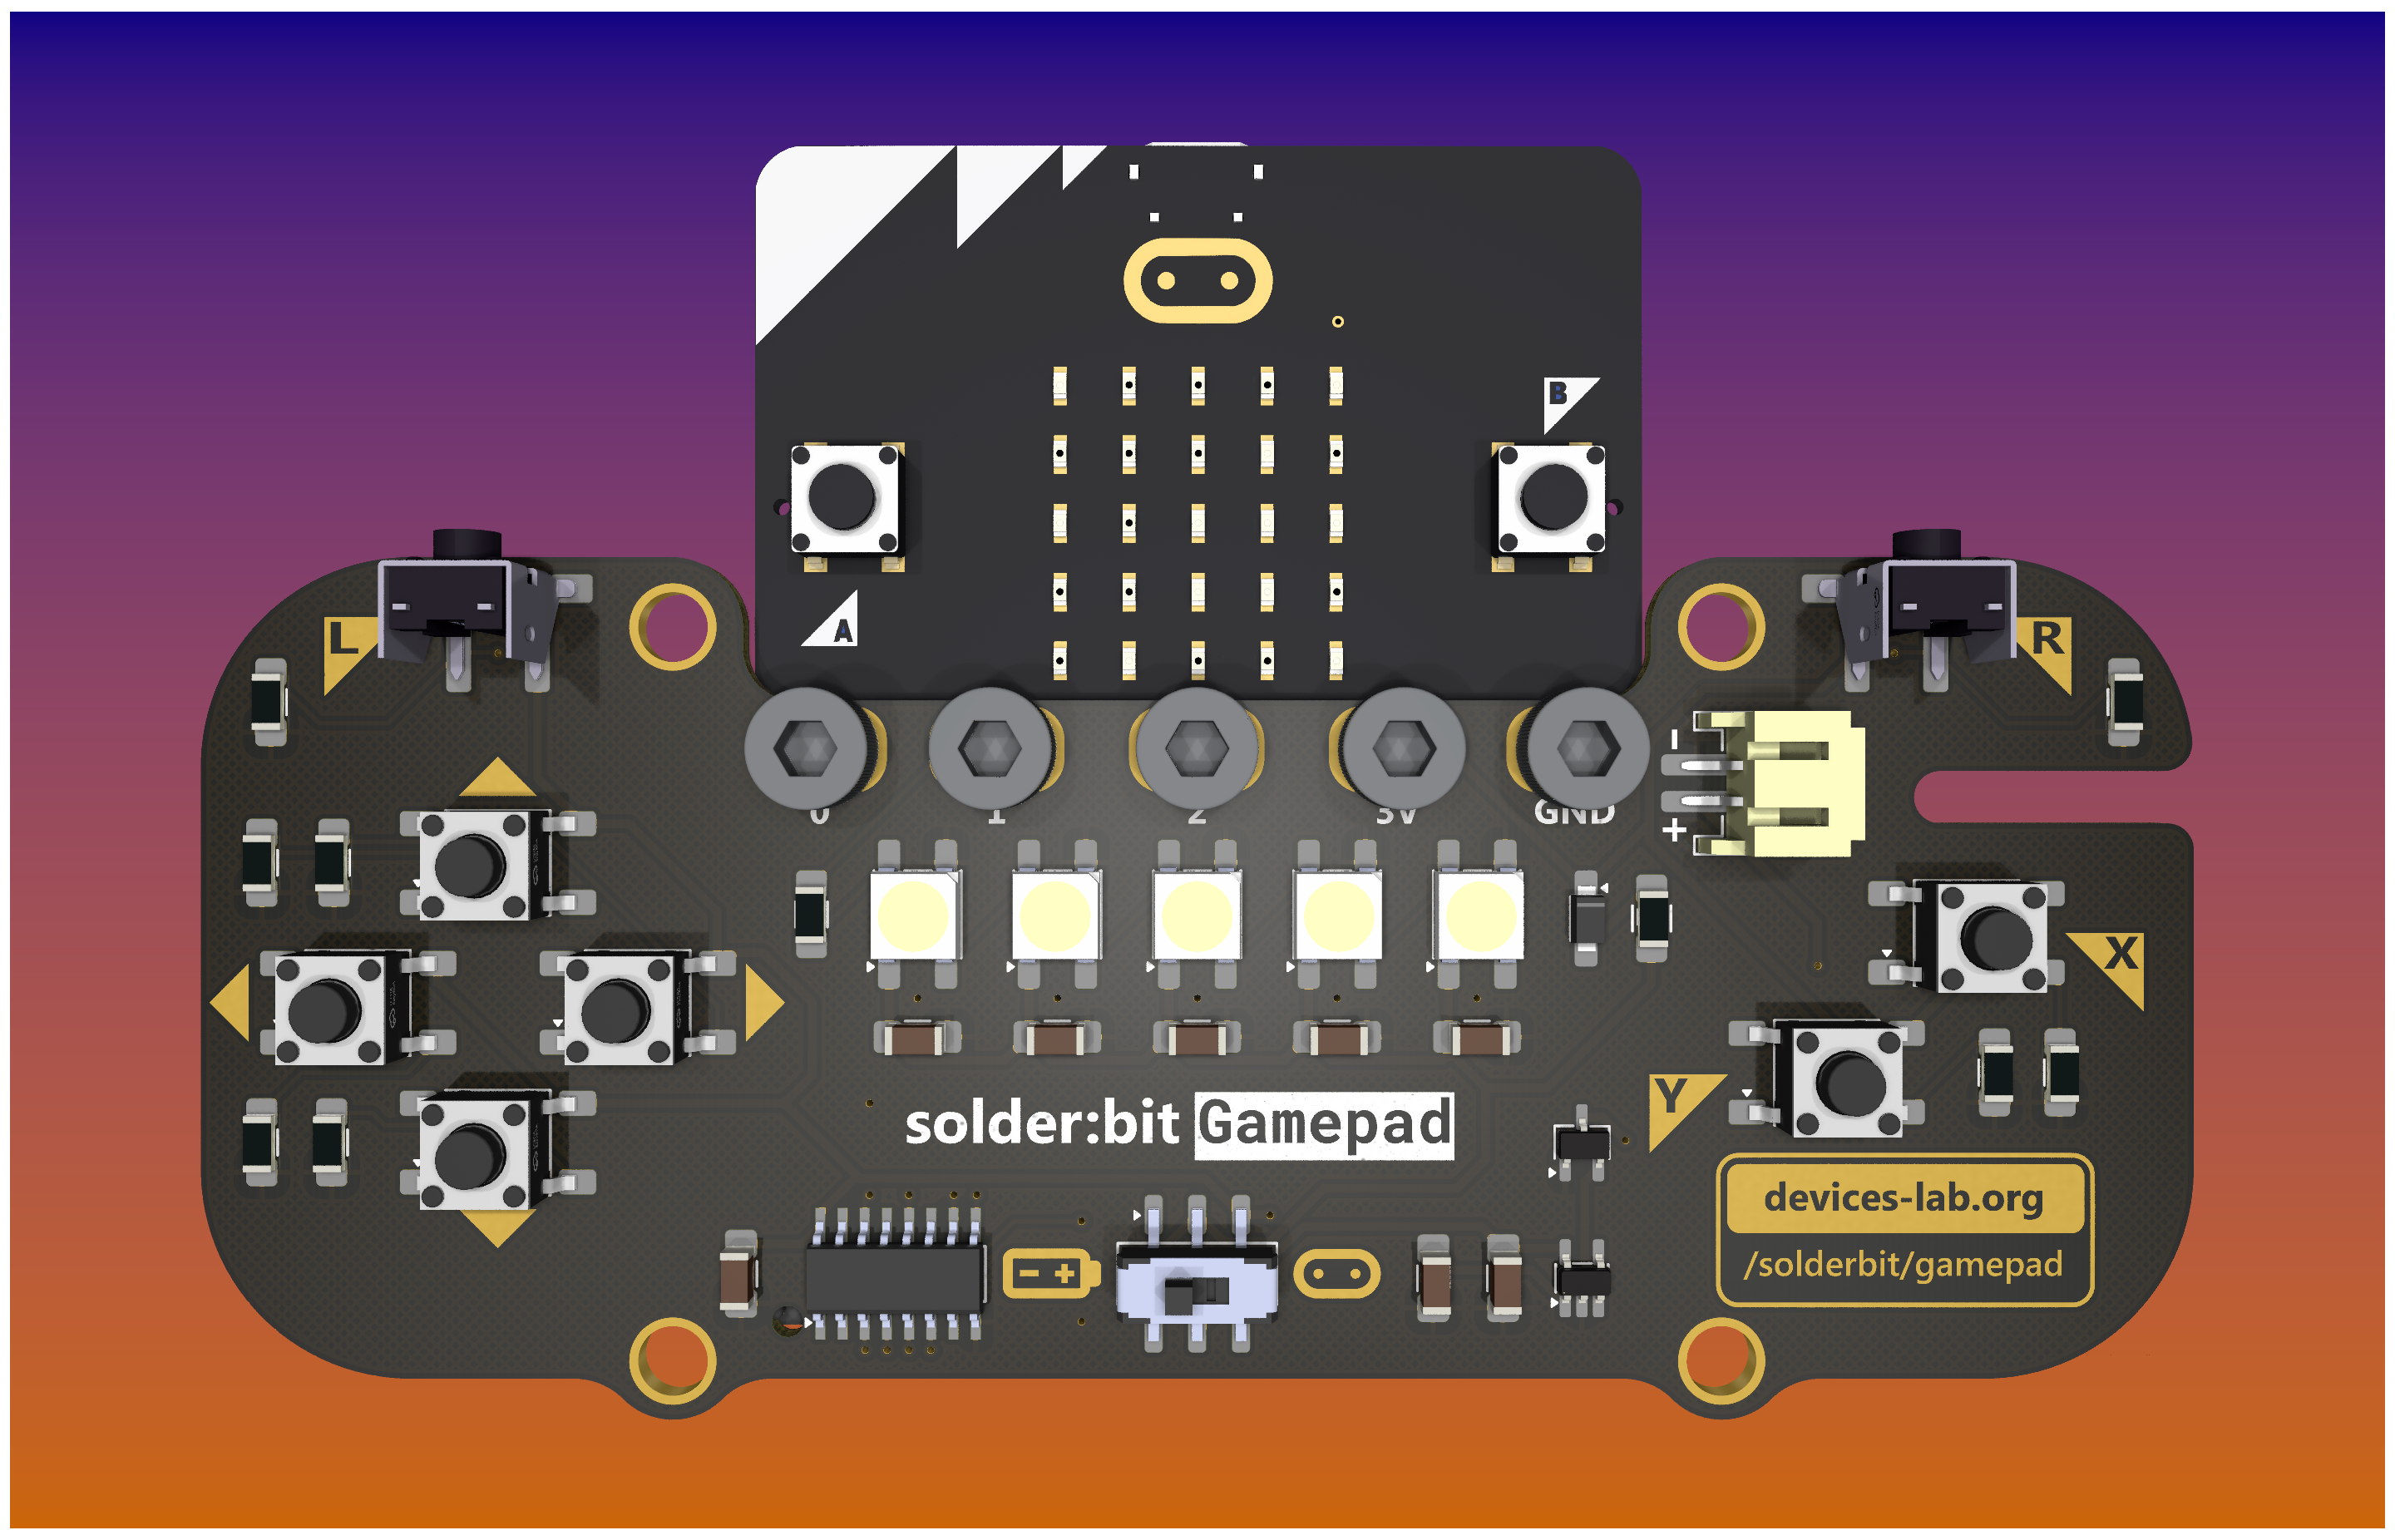 B
A
L
R
-
+
0
1
2
3V
GND
X
Y
solder:bit Gamepad
devices-lab.org
/solderbit/gamepad
- +